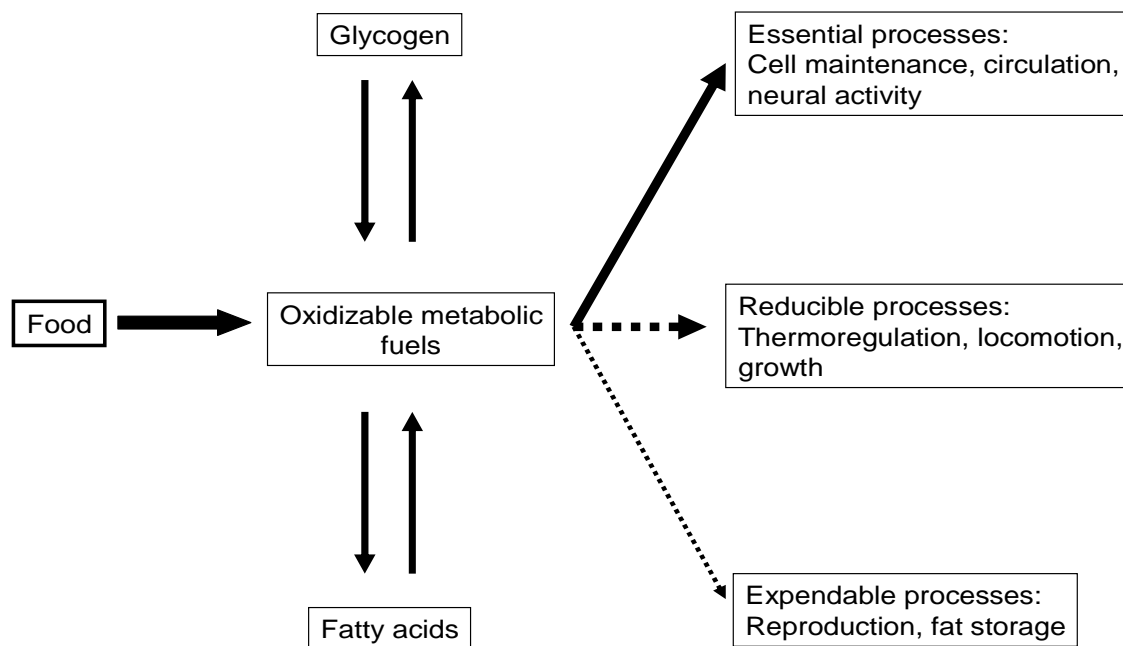 Glycogen
Essential processes:
Cell maintenance, circulation,
neural activity
Food
Oxidizable metabolic
fuels
Reducible processes:
Thermoregulation, locomotion,
growth
Fatty acids
Expendable processes:
Reproduction, fat storage